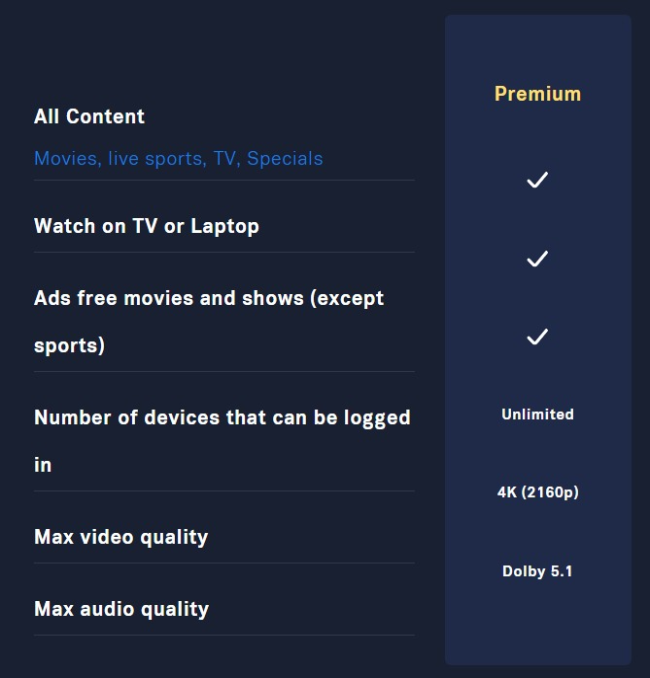 Premium
All Content
Movies, live sports, TV, Specials
Watch on TV or Laptop
Ads free movies and shows (except
sports)
Number of devices that can be logged
in
Unlimited
Max video quality
4K (2160p)
Max audio quality
Dolby 5.1